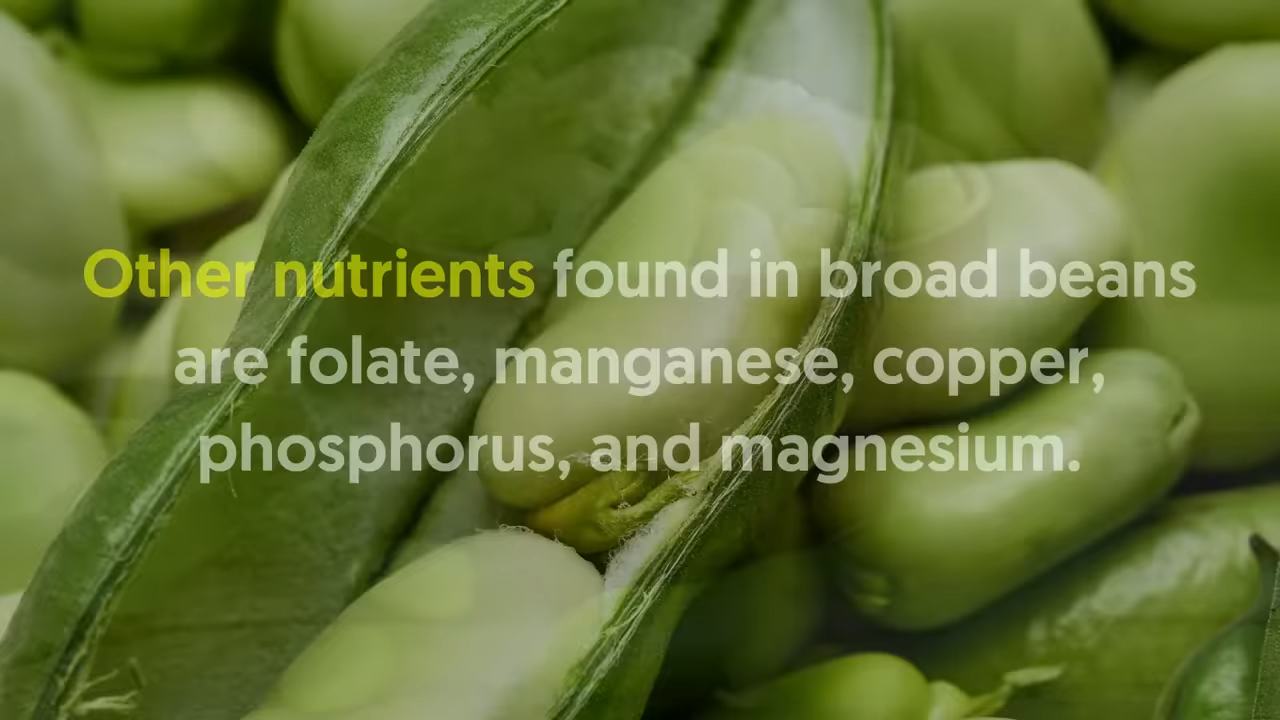 Other nutrients found in broad beans
are folate, manganese, copper,
phosphorus, and magnesium.